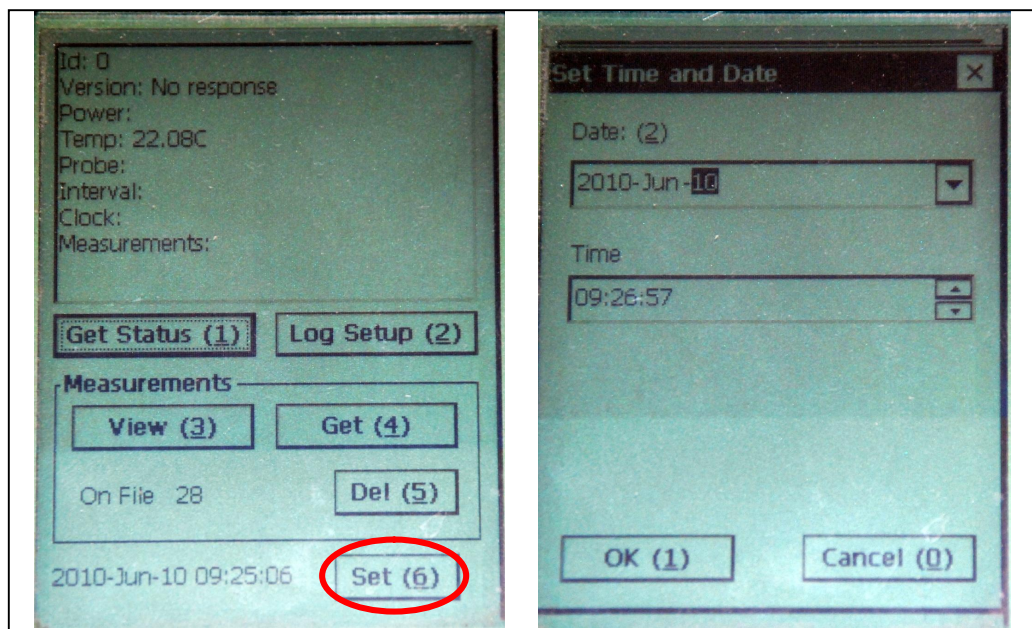 Id: 0
Version: No response
Power:
Temp: 22.08C
Probe:
Interval:
Clock:
Measurements:
Get Status (1) Log Setup (2)
Measurements
View (3) Get (4)
On File 28 Del (5)
2010-Jun-10 09:25:06 Set (6)
Set Time and Date
Date: (2)
2010-Jun-10
Time
09:26:57
OK (1) Cancel (0)